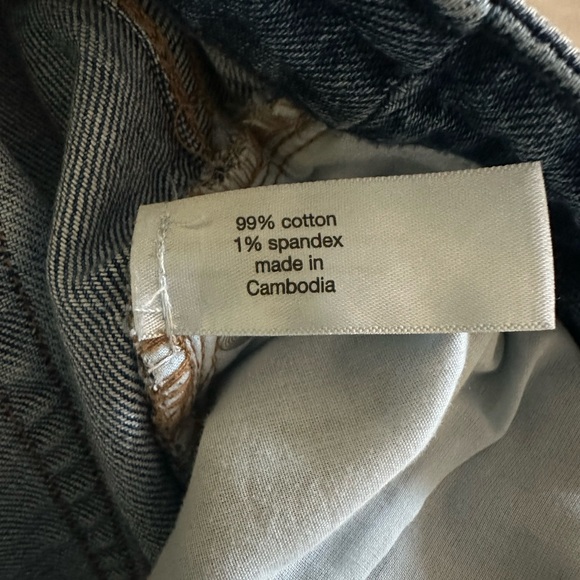 99% cotton
1% spandex
made in
Cambodia